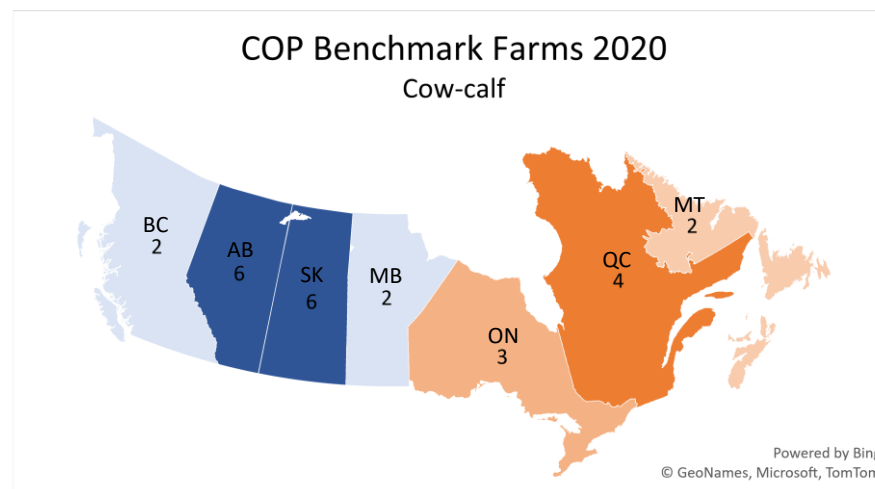 COP Benchmark Farms 2020
Cow-calf
BC
2
AB
6
SK
6
MB
2
ON
3
QC
4
MT
2
Powered by Bing
© GeoNames, Microsoft, TomTom